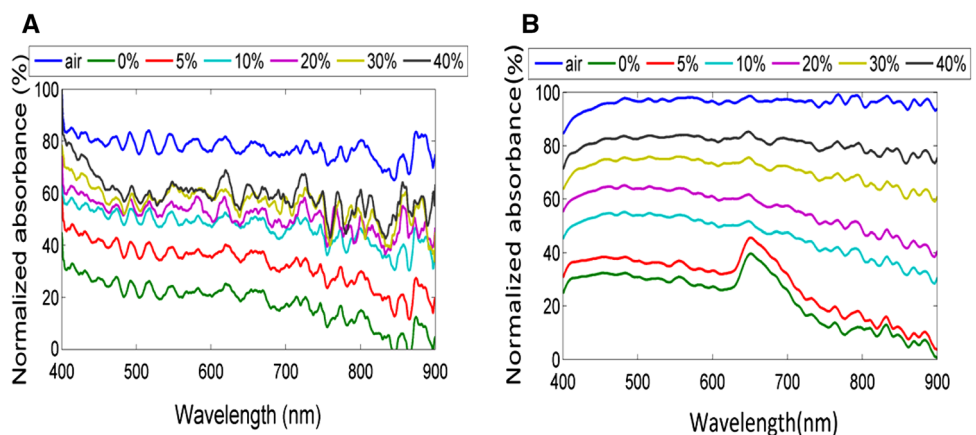 A
air 0% 5% 10% 20% 30% 40%
Normalized absorbance (%)
100
80
60
40
20
0
400 500 600 700 800 900
Wavelength (nm)
B
air 0% 5% 10% 20% 30% 40%
Normalized absorbance(%)
100
80
60
40
20
0
400 500 600 700 800 900
Wavelength(nm)